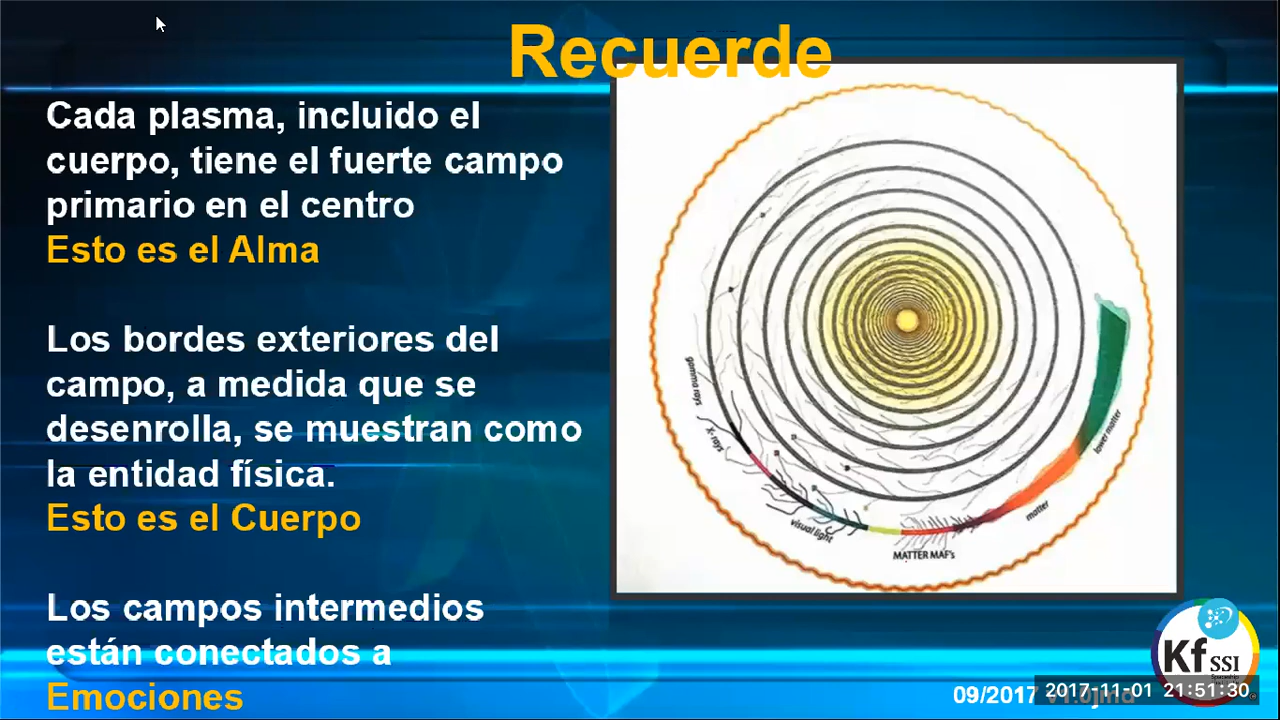 Recuerde
Cada plasma, incluido el
cuerpo, tiene el fuerte campo
primario en el centro
Esto es el Alma
Los bordes exteriores del
campo, a medida que se
desenrolla, se muestran como
la entidad física.
Esto es el Cuerpo
Los campos intermedios
están conectados a
Emociones
gamma rays
X-rays
visual light
MATTER MAF's
matter
lower matter
Kf SSI
Spaceship
09/2017
2017-11-01 21:51:30